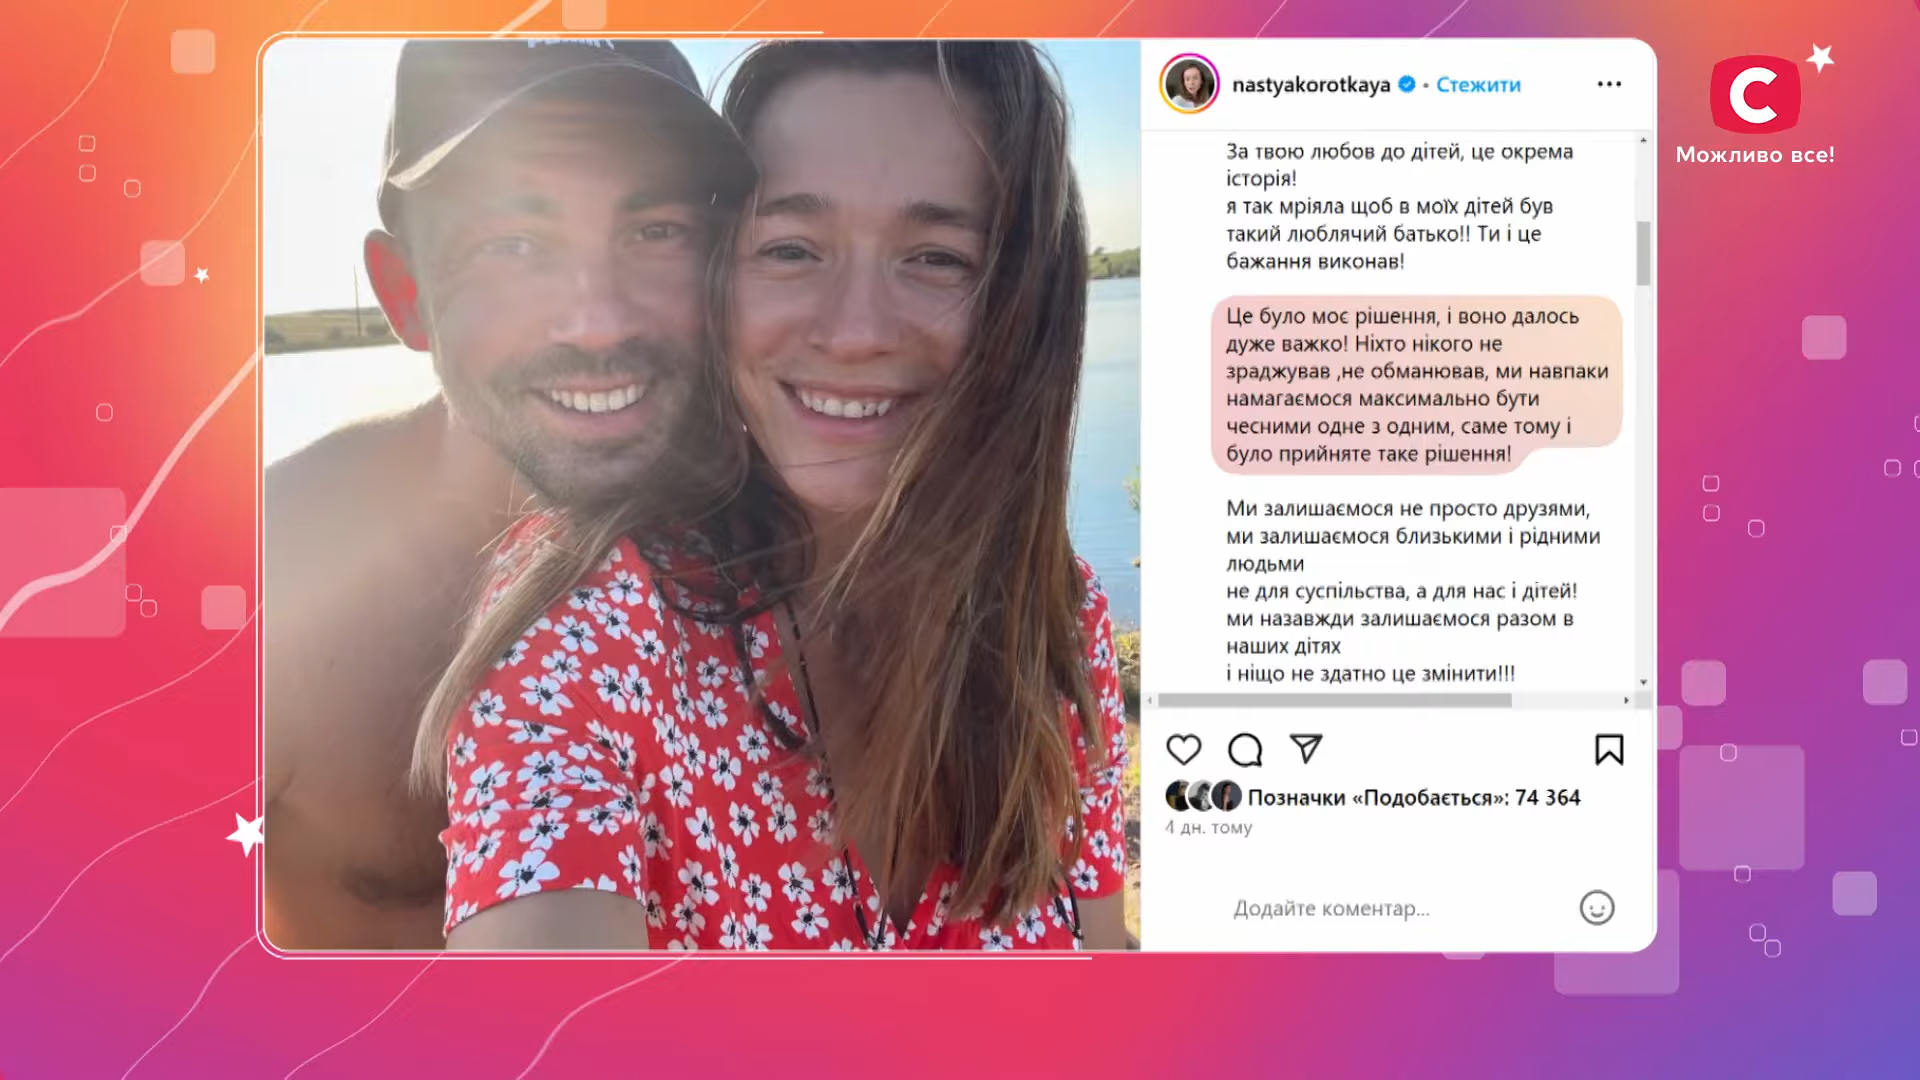 nastyakorotkaya • Стежити
Можливо все!
За твою любов до дітей, це окрема
історія!
я так мріяла щоб в моїх дітей був
такий люблячий батько!! Ти і це
бажання виконав!
Це було моє рішення, і воно далось
дуже важко! Ніхто нікого не
зраджував ,не обманював, ми навпаки
намагаємося максимально бути
чесними одне з одним, саме тому і
було прийняте таке рішення!
Ми залишаємося не просто друзями,
ми залишаємося близькими і рідними
людьми
не для суспільства, а для нас і дітей!
ми назавжди залишаємося разом в
наших дітях
і ніщо не здатно це змінити!!!
Позначки «Подобається»: 74 364
4 дн. тому
Додайте коментар...